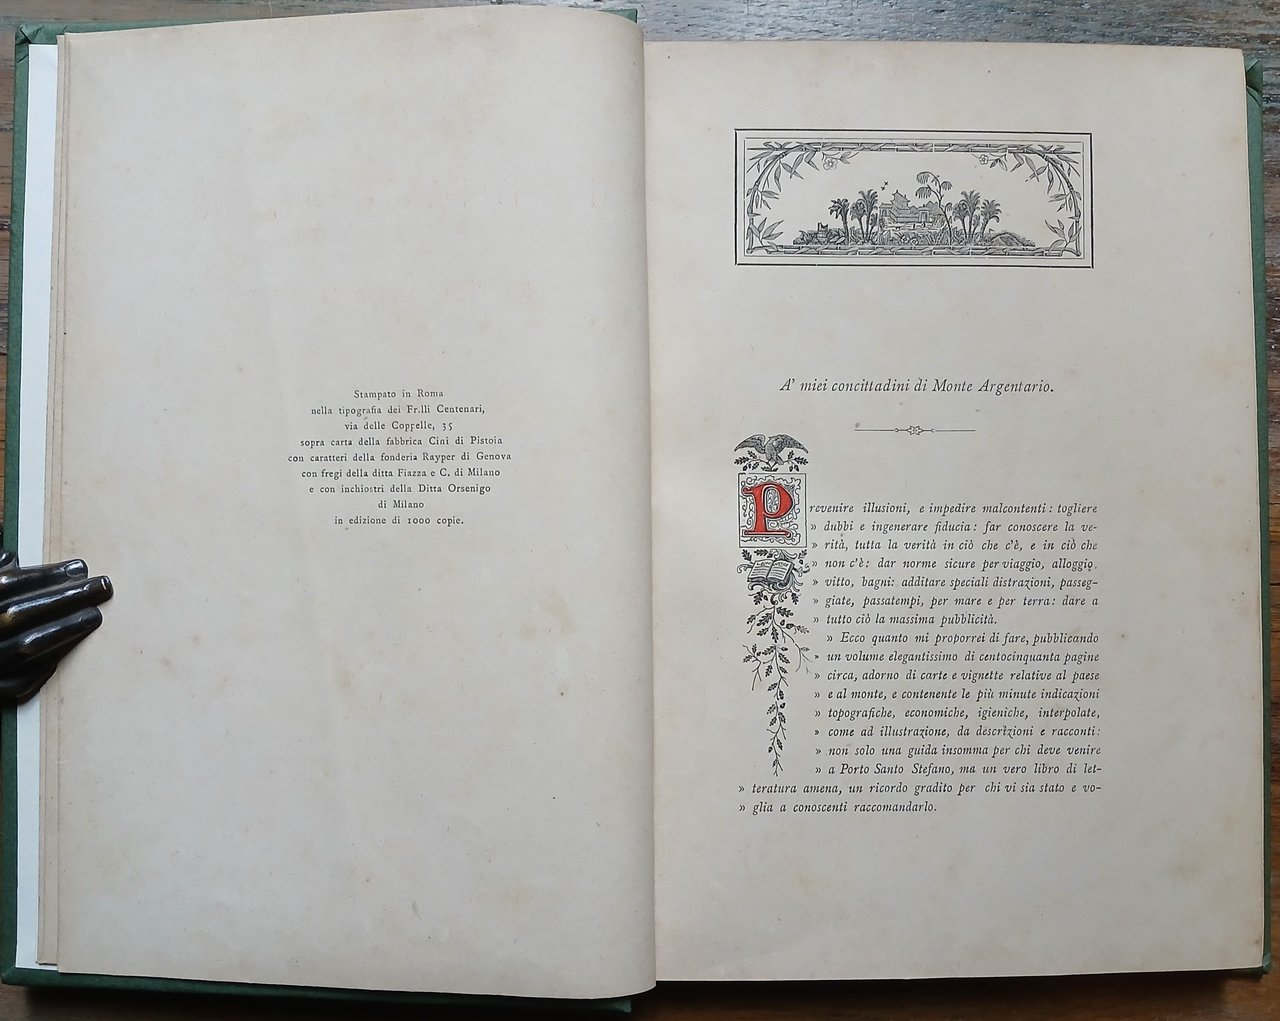 Stampato in Roma
nella tipografia dei Fr.lli Centenari,
via delle Coppelle, 35
sopra carta della fabbrica Cini di Pistoia
con caratteri della fonderia Rayper di Genova
con fregi della ditta Fiazza e C. di Milano
e con inchiostri della Ditta Orsenigo
di Milano
in edizione di 1000 copie.
A' miei concittadini di Monte Argentario.
Prevenire illusioni, e impedire malcontenti: togliere
» dubbi e ingenerare fiducia: far conoscere la ve-
» rità, tutta la verità in ciò che c'è, e in ciò che
» non c'è: dar norme sicure per viaggio, alloggio,
» vitto, bagni: additare speciali distrazioni, passeg-
» giate, passatempi, per mare e per terra: dare a
» tutto ciò la massima pubblicità.
» Ecco quanto mi proporrei di fare, pubblicando
» un volume elegantissimo di centocinquanta pagine
» circa, adorno di carte e vignette relative al paese
» e al monte, e contenente le più minute indicazioni
» topografiche, economiche, igieniche, interpolate,
» come ad illustrazione, da descrizioni e racconti:
» non solo una guida insomma per chi deve venire
» a Porto Santo Stefano, ma un vero libro di let-
» teratura amena, un ricordo gradito per chi vi sia stato e vo-
» glia a conoscenti raccomandarlo.